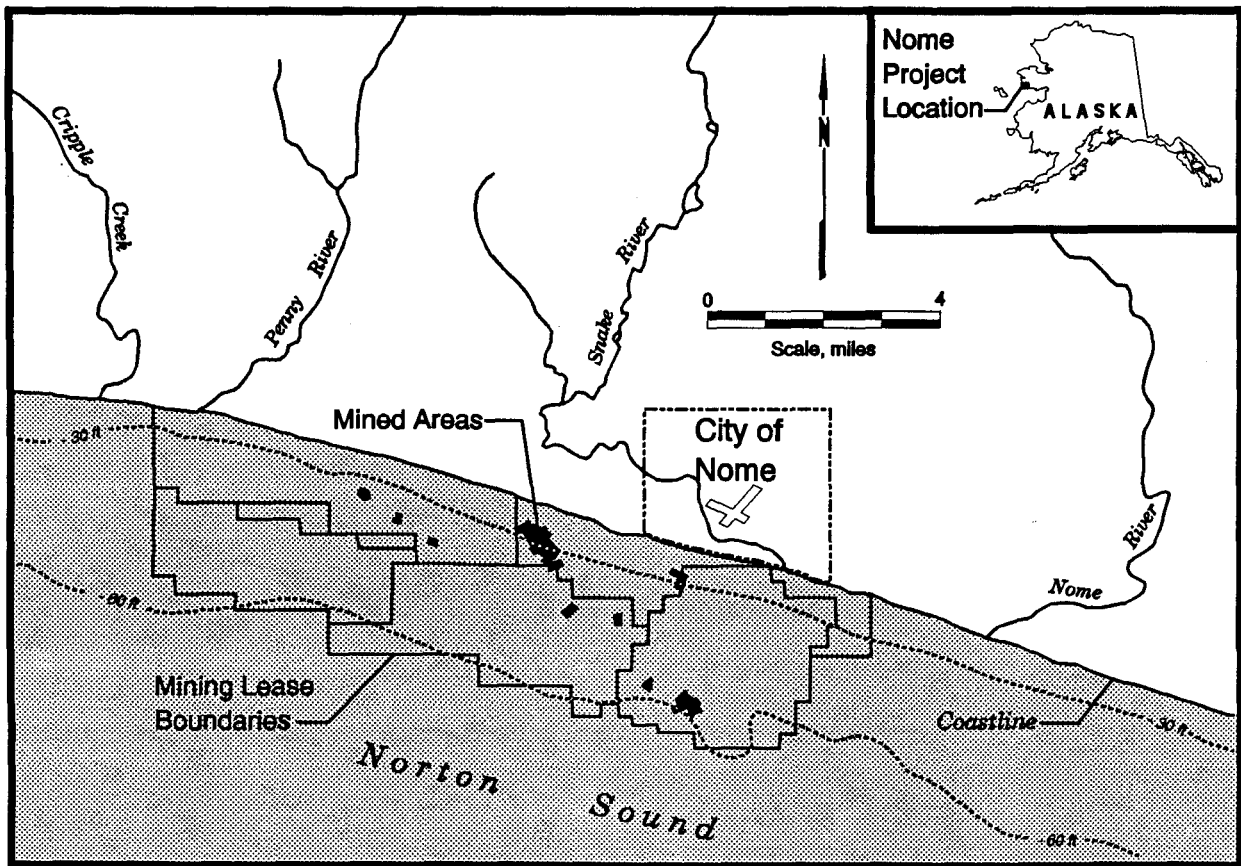 Nome
Project
Location
ALASKA
N
0 4
Scale, miles
Cripple
Creek
Penny River
Snake River
Nome River
Mined Areas
City of
Nome
30 ft
60 ft
Mining Lease
Boundaries
Coastline
30 ft
Norton Sound
60 ft